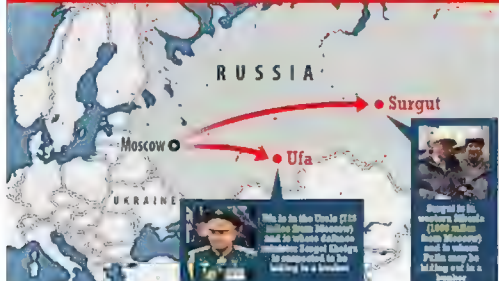 RUSSIA
Surgut
Moscow
Ufa
UKRAINE
Ufa is in the Urals (725
miles from Moscow)
and is where defence
minister Sergei Shoigu
is suspected to be
hiding in a bunker
Surgut is in
western Siberia
(1300 miles
from Moscow)
and is where
Putin may be
hiding out in a
bunker